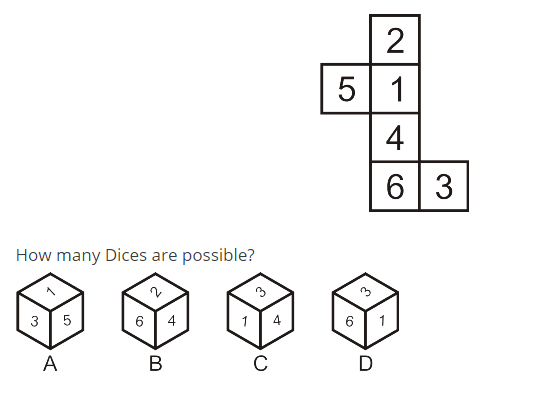 2
5 1
4
6 3
How many Dices are possible?
1 2 3 3
3 5 6 4 1 4 6 1
A B C D